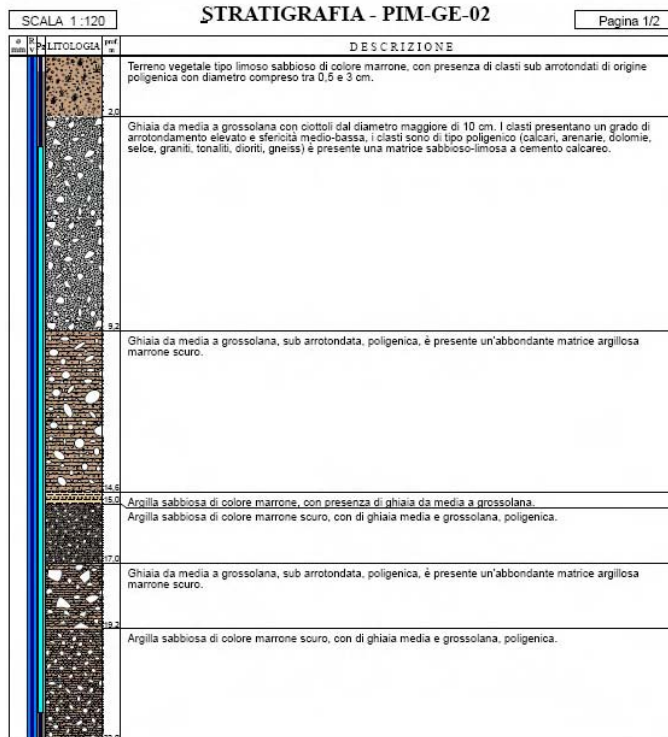 SCALA 1:120
STRATIGRAFIA - PIM-GE-02
Pagina 1/2
ø mm
R v
Pz
LITOLOGIA
prof. m
DESCRIZIONE
Terreno vegetale tipo limoso sabbioso di colore marrone, con presenza di clasti sub arrotondati di origine
poligenica con diametro compreso tra 0,5 e 3 cm.
2,0
Ghiaia da media a grossolana con ciottoli dal diametro maggiore di 10 cm. I clasti presentano un grado di
arrotondamento elevato e sfericità medio-bassa, i clasti sono di tipo poligenico (calcari, arenarie, dolomie,
selce, graniti, tonaliti, dioriti, gneiss) è presente una matrice sabbioso-limosa a cemento calcareo.
9,2
Ghiaia da media a grossolana, sub arrotondata, poligenica, è presente un'abbondante matrice argillosa
marrone scuro.
14,6
15,0
Argilla sabbiosa di colore marrone, con presenza di ghiaia da media a grossolana.
Argilla sabbiosa di colore marrone scuro, con di ghiaia media e grossolana, poligenica.
17,0
Ghiaia da media a grossolana, sub arrotondata, poligenica, è presente un'abbondante matrice argillosa
marrone scuro.
19,2
Argilla sabbiosa di colore marrone scuro, con di ghiaia media e grossolana, poligenica.